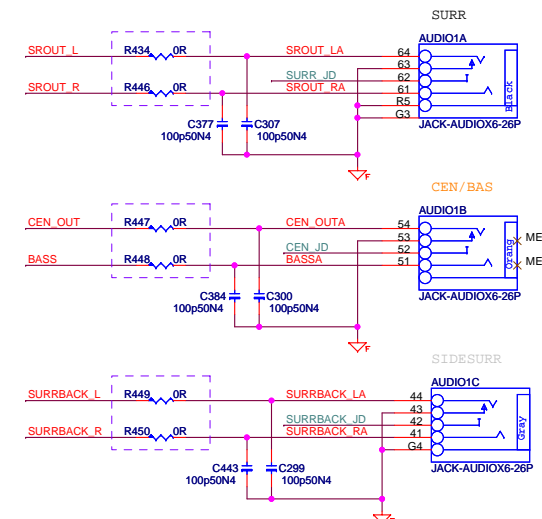 SURR
AUDIO1A
SROUT_L R434 0R SROUT_LA 64
63
SURR_JD 62
SROUT_R R446 0R SROUT_RA 61
R5
G3
Black
C377 C307
100p50N4 100p50N4
JACK-AUDIOX6-26P
F
CEN/BAS
AUDIO1B
CEN_OUT R447 0R CEN_OUTA 54
53 ME
CEN_JD 52
BASS R448 0R BASSA 51 ME
Orang
C384 C300
100p50N4 100p50N4
JACK-AUDIOX6-26P
F
SIDESURR
AUDIO1C
SURRBACK_L R449 0R SURRBACK_LA 44
43
SURRBACK_JD 42
SURRBACK_R R450 0R SURRBACK_RA 41
G4
Gray
C443 C299
100p50N4 100p50N4
JACK-AUDIOX6-26P
F